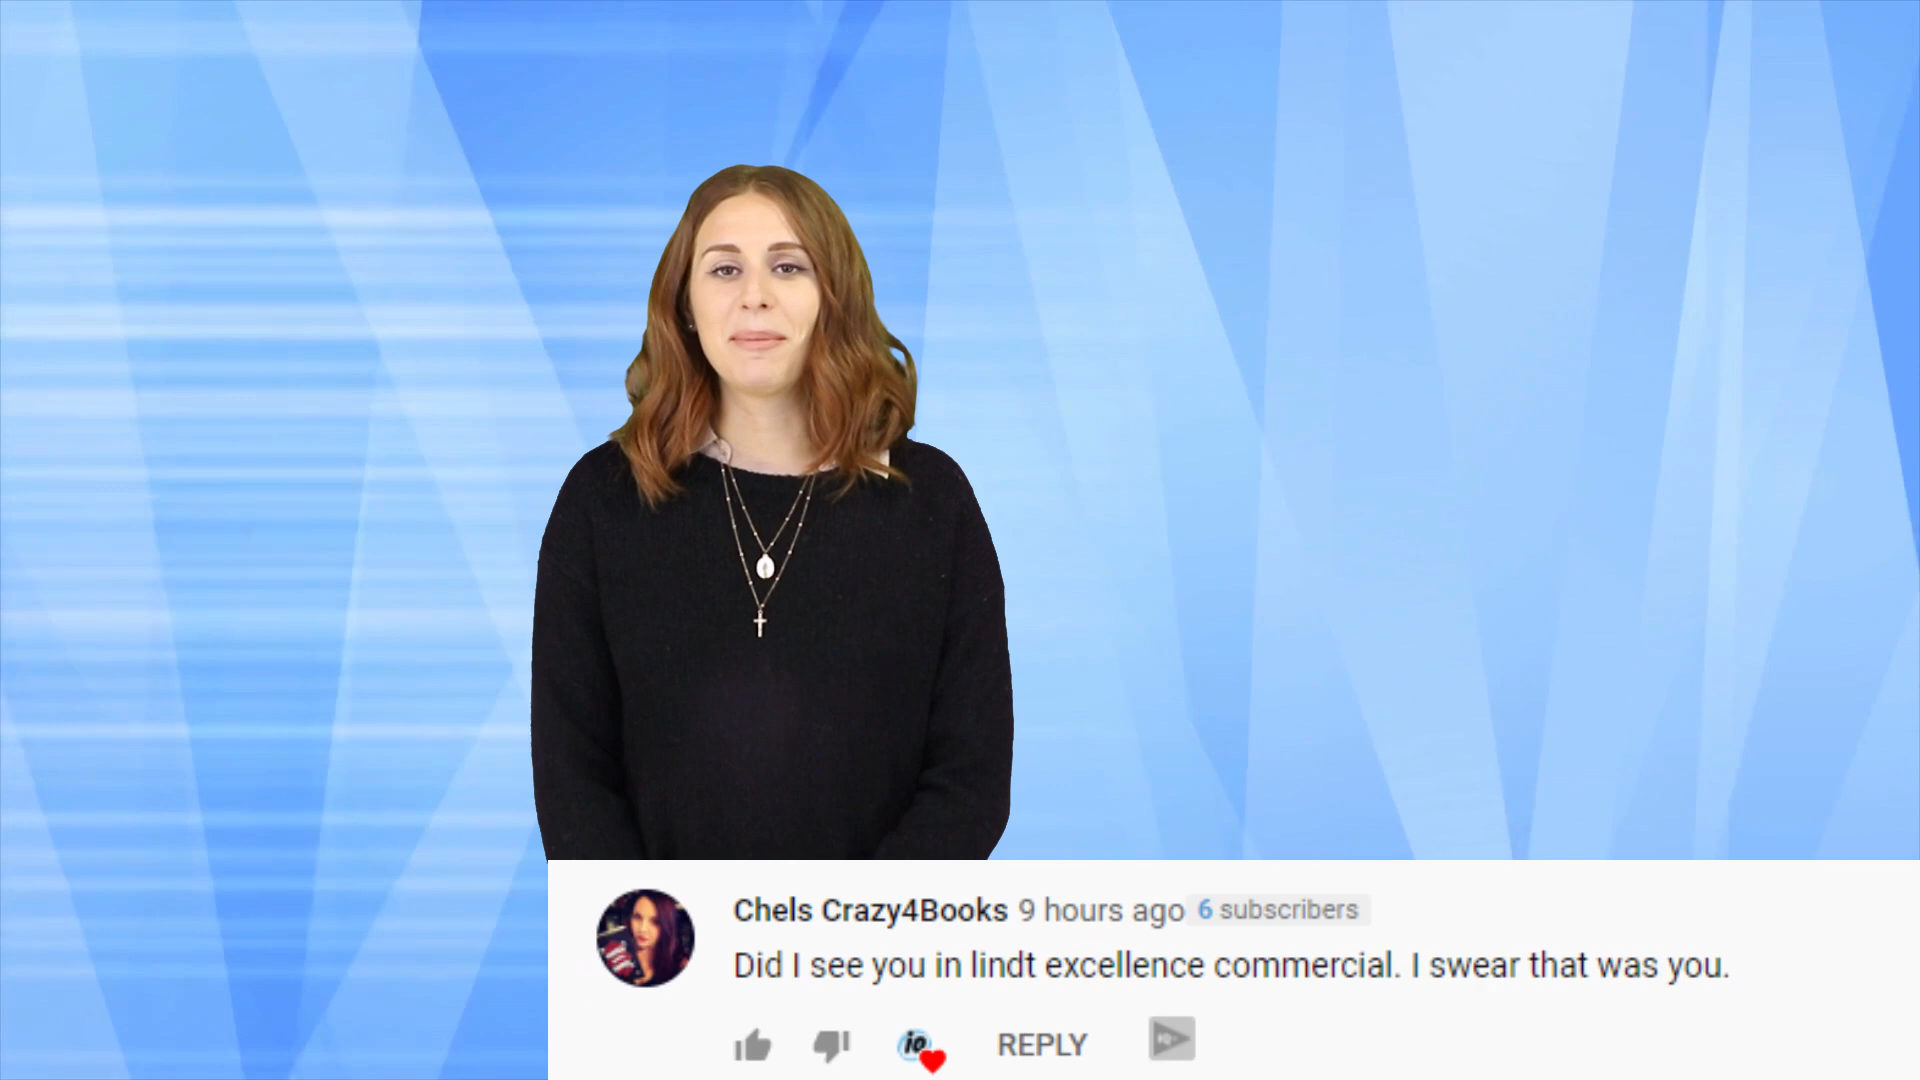 Chels Crazy4Books 9 hours ago 6 subscribers
Did I see you in lindt excellence commercial. I swear that was you.
io
REPLY